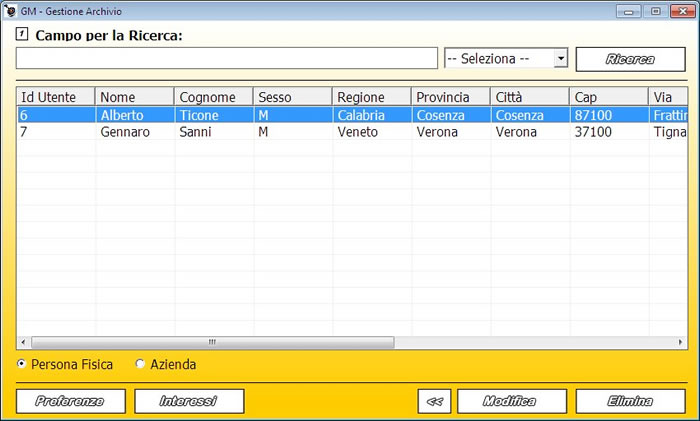 GM - Gestione Archivio
1 Campo per la Ricerca:
-- Seleziona -- Ricerca
Id Utente Nome Cognome Sesso Regione Provincia Città Cap Via
6 Alberto Ticone M Calabria Cosenza Cosenza 87100 Frattin
7 Gennaro Sanni M Veneto Verona Verona 37100 Tigna
Persona Fisica Azienda
Preferenze Interessi << Modifica Elimina